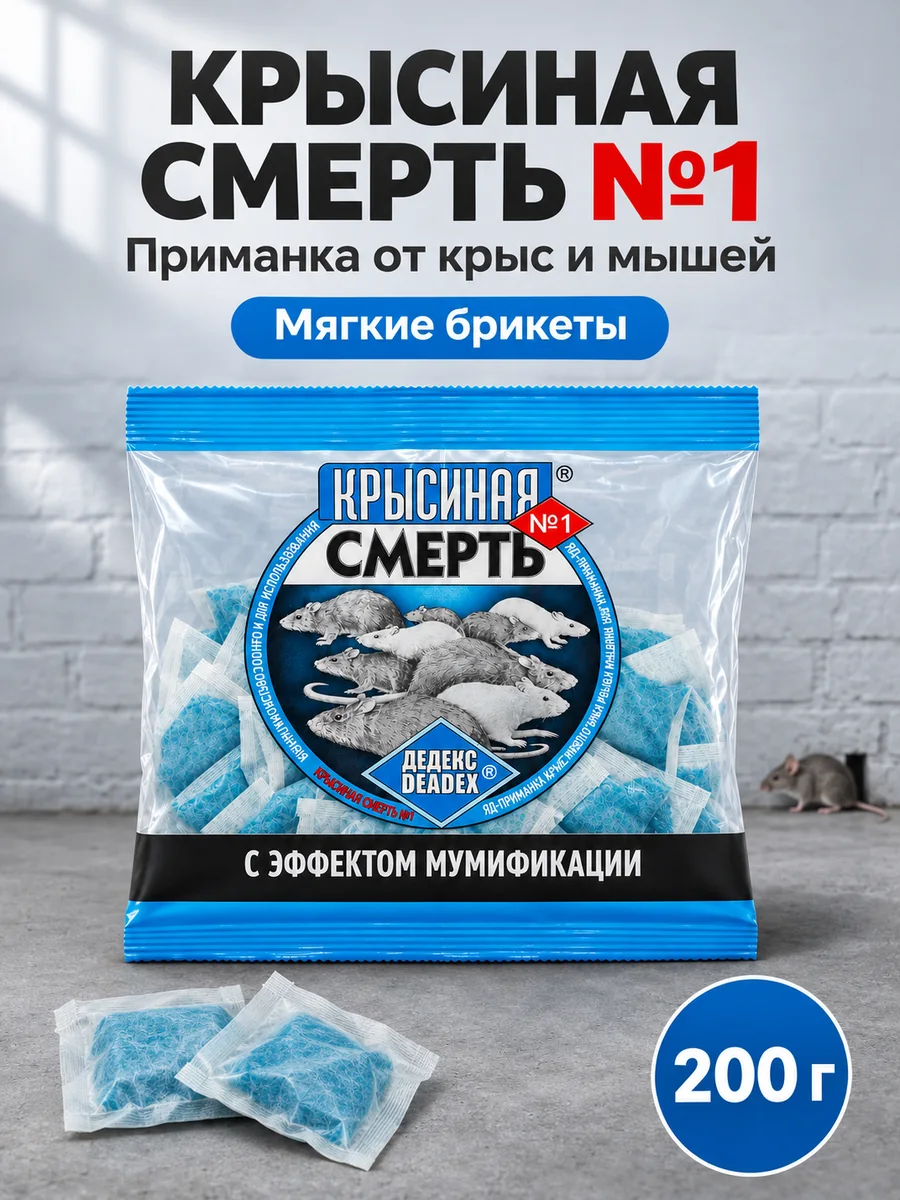 КРЫСИНАЯ
СМЕРТЬ №1
Приманка от крыс и мышей
Мягкие брикеты
КРЫСИНАЯ ®
№1
СМЕРТЬ
ДЕДЕКС
DEADEX ®
КРЫСИНАЯ СМЕРТЬ №1
С ЭФФЕКТОМ МУМИФИКАЦИИ
200 г